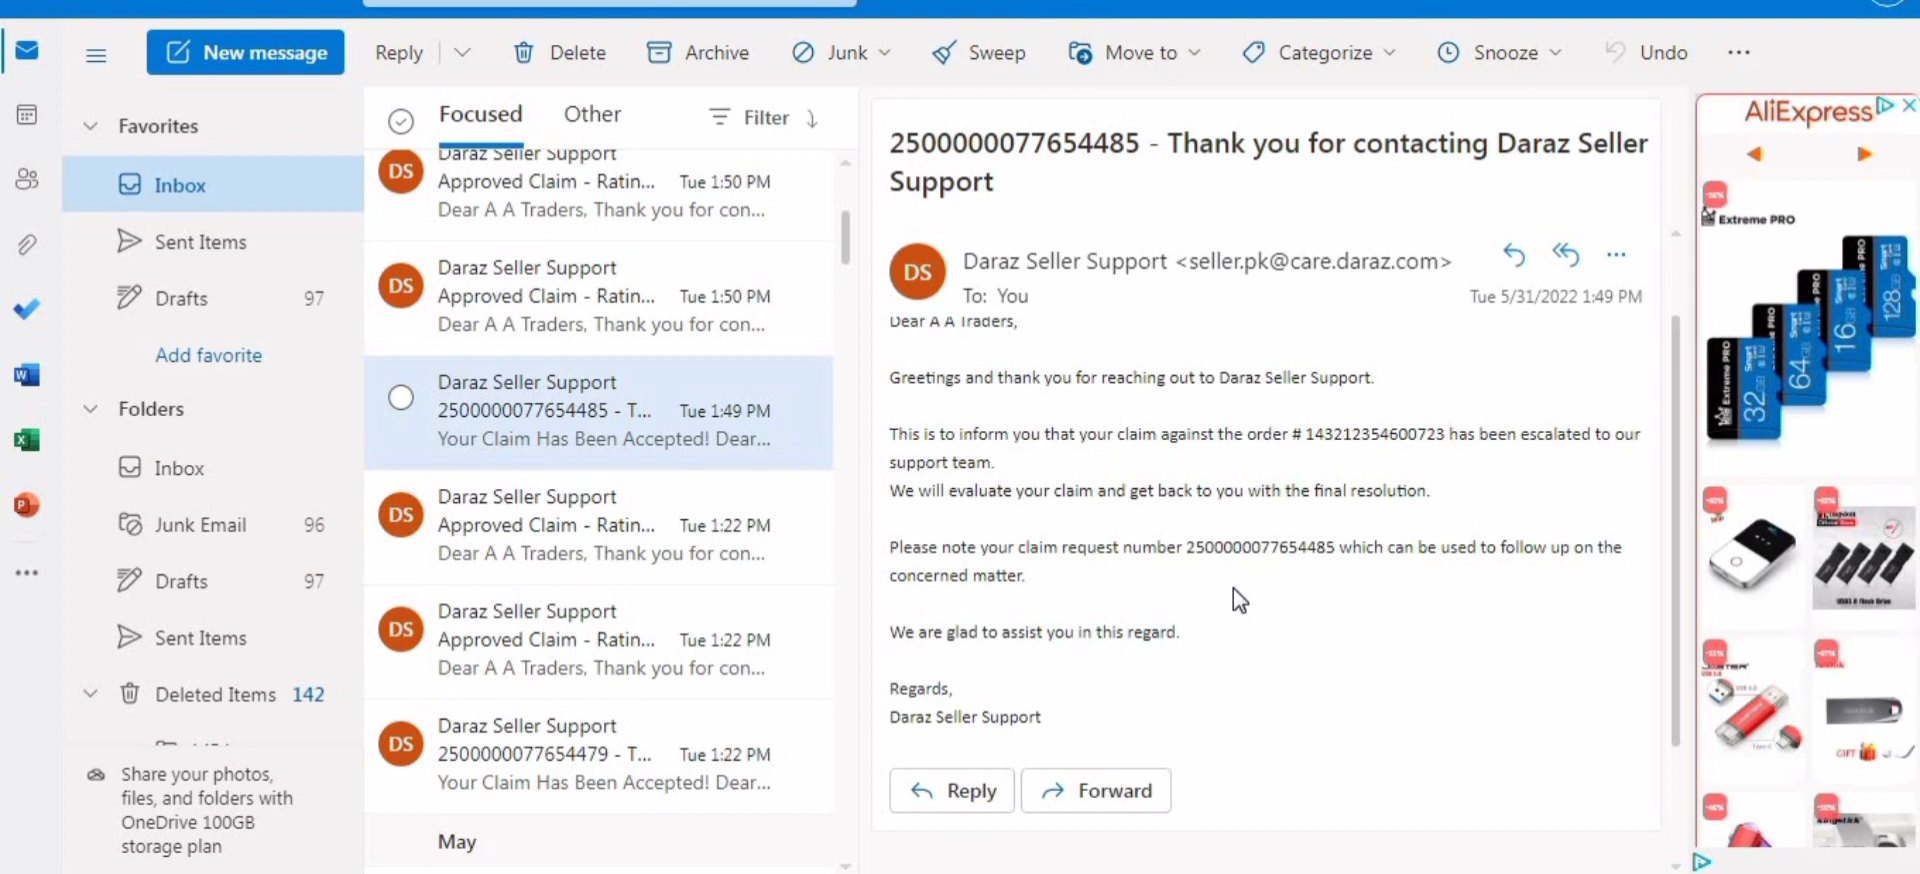 New message
Reply
Delete
Archive
Junk
Sweep
Move to
Categorize
Snooze
Undo
Favorites
Inbox
Sent Items
Drafts 97
Add favorite
Folders
Inbox
Junk Email 96
Drafts 97
Sent Items
Deleted Items 142
Share your photos,
files, and folders with
OneDrive 100GB
storage plan
Focused Other Filter
DS
Daraz Seller Support
Approved Claim - Ratin... Tue 1:50 PM
Dear A A Traders, Thank you for con...
DS
Daraz Seller Support
Approved Claim - Ratin... Tue 1:50 PM
Dear A A Traders, Thank you for con...
Daraz Seller Support
2500000077654485 - T... Tue 1:49 PM
Your Claim Has Been Accepted! Dear...
DS
Daraz Seller Support
Approved Claim - Ratin... Tue 1:22 PM
Dear A A Traders, Thank you for con...
DS
Daraz Seller Support
Approved Claim - Ratin... Tue 1:22 PM
Dear A A Traders, Thank you for con...
DS
Daraz Seller Support
2500000077654479 - T... Tue 1:22 PM
Your Claim Has Been Accepted! Dear...
May
2500000077654485 - Thank you for contacting Daraz Seller
Support
DS
Daraz Seller Support <seller.pk@care.daraz.com>
To: You
Tue 5/31/2022 1:49 PM
Dear A A Traders,
Greetings and thank you for reaching out to Daraz Seller Support.
This is to inform you that your claim against the order # 143212354600723 has been escalated to our
support team.
We will evaluate your claim and get back to you with the final resolution.
Please note your claim request number 2500000077654485 which can be used to follow up on the
concerned matter.
We are glad to assist you in this regard.
Regards,
Daraz Seller Support
Reply
Forward
AliExpress
Extreme PRO
Extreme PRO
32GB
64GB
16GB
128GB